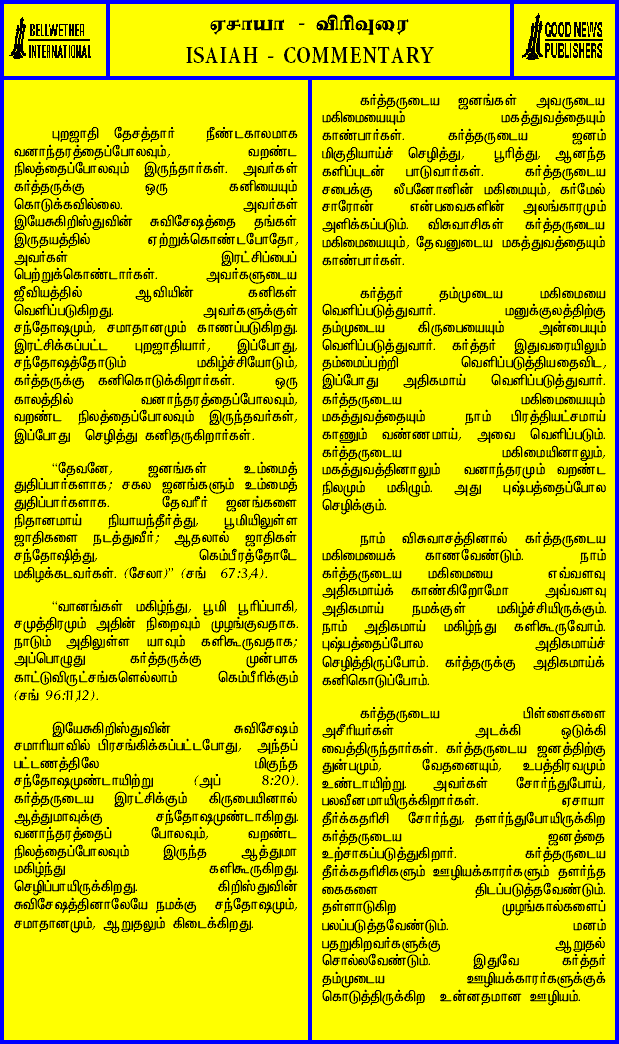 BELLWETHER
INTERNATIONAL
ஏசாயா - விரிவுரை
ISAIAH - COMMENTARY
GOOD NEWS
PUBLISHERS
புறஜாதி தேசத்தார் நீண்டகாலமாக
வனாந்தரத்தைப்போலவும், வறண்ட
நிலத்தைப்போலவும் இருந்தார்கள். அவர்கள்
கர்த்தருக்கு ஒரு கனியையும்
கொடுக்கவில்லை. அவர்கள்
இயேசுகிறிஸ்துவின் சுவிசேஷத்தை தங்கள்
இருதயத்தில் ஏற்றுக்கொண்டபோதோ,
அவர்கள் இரட்சிப்பைப்
பெற்றுக்கொண்டார்கள். அவர்களுடைய
ஜீவியத்தில் ஆவியின் கனிகள்
வெளிப்படுகிறது. அவர்களுக்குள்
சந்தோஷமும், சமாதானமும் காணப்படுகிறது.
இரட்சிக்கப்பட்ட புறஜாதியார், இப்போது,
சந்தோஷத்தோடும் மகிழ்ச்சியோடும்,
கர்த்தருக்கு கனிகொடுக்கிறார்கள். ஒரு
காலத்தில் வனாந்தரத்தைப்போலவும்,
வறண்ட நிலத்தைப்போலவும் இருந்தவர்கள்,
இப்போது செழித்து கனிதருகிறார்கள்.
“தேவனே, ஜனங்கள் உம்மைத்
துதிப்பார்களாக; சகல ஜனங்களும் உம்மைத்
துதிப்பார்களாக. தேவரீர் ஜனங்களை
நிதானமாய் நியாயந்தீர்த்து, பூமியிலுள்ள
ஜாதிகளை நடத்துவீர்; ஆதலால் ஜாதிகள்
சந்தோஷித்து, கெம்பீரத்தோடே
மகிழக்கடவர்கள். (சேலா)” (சங் 67:3,4).
“வானங்கள் மகிழ்ந்து, பூமி பூரிப்பாகி,
சமுத்திரமும் அதின் நிறைவும் முழங்குவதாக.
நாடும் அதிலுள்ள யாவும் களிகூருவதாக;
அப்பொழுது கர்த்தருக்கு முன்பாக
காட்டுவிருட்சங்களெல்லாம் கெம்பீரிக்கும்
(சங் 96:11,12).
இயேசுகிறிஸ்துவின் சுவிசேஷம்
சமாரியாவில் பிரசங்கிக்கப்பட்டபோது, அந்தப்
பட்டணத்திலே மிகுந்த
சந்தோஷமுண்டாயிற்று (அப் 8:20).
கர்த்தருடைய இரட்சிக்கும் கிருபையினால்
ஆத்துமாவுக்கு சந்தோஷமுண்டாகிறது.
வனாந்தரத்தைப் போலவும், வறண்ட
நிலத்தைப்போலவும் இருந்த ஆத்துமா
மகிழ்ந்து களிகூருகிறது.
செழிப்பாயிருக்கிறது. கிறிஸ்துவின்
சுவிசேஷத்தினாலேயே நமக்கு சந்தோஷமும்,
சமாதானமும், ஆறுதலும் கிடைக்கிறது.
கர்த்தருடைய ஜனங்கள் அவருடைய
மகிமையையும் மகத்துவத்தையும்
காண்பார்கள். கர்த்தருடைய ஜனம்
மிகுதியாய்ச் செழித்து, பூரித்து, ஆனந்த
களிப்புடன் பாடுவார்கள். கர்த்தருடைய
சபைக்கு லீபனோனின் மகிமையும், கர்மேல்
சாரோன் என்பவைகளின் அலங்காரமும்
அளிக்கப்படும். விசுவாசிகள் கர்த்தருடைய
மகிமையையும், தேவனுடைய மகத்துவத்தையும்
காண்பார்கள்.
கர்த்தர் தம்முடைய மகிமையை
வெளிப்படுத்துவார். மனுக்குலத்திற்கு
தம்முடைய கிருபையையும் அன்பையும்
வெளிப்படுத்துவார். கர்த்தர் இதுவரையிலும்
தம்மைப்பற்றி வெளிப்படுத்தியதைவிட,
இப்போது அதிகமாய் வெளிப்படுத்துவார்.
கர்த்தருடைய மகிமையையும்
மகத்துவத்தையும் நாம் பிரத்தியட்சமாய்
காணும் வண்ணமாய், அவை வெளிப்படும்.
கர்த்தருடைய மகிமையினாலும்,
மகத்துவத்தினாலும் வனாந்தரமும் வறண்ட
நிலமும் மகிழும். அது புஷ்பத்தைப்போல
செழிக்கும்.
நாம் விசுவாசத்தினால் கர்த்தருடைய
மகிமையைக் காணவேண்டும். நாம்
கர்த்தருடைய மகிமையை எவ்வளவு
அதிகமாய்க் காண்கிறோமோ அவ்வளவு
அதிகமாய் நமக்குள் மகிழ்ச்சியிருக்கும்.
நாம் அதிகமாய் மகிழ்ந்து களிகூருவோம்.
புஷ்பத்தைப்போல அதிகமாய்ச்
செழித்திருப்போம். கர்த்தருக்கு அதிகமாய்க்
கனிகொடுப்போம்.
கர்த்தருடைய பிள்ளைகளை
அசீரியர்கள் அடக்கி ஒடுக்கி
வைத்திருந்தார்கள். கர்த்தருடைய ஜனத்திற்கு
துன்பமும், வேதனையும், உபத்திரவமும்
உண்டாயிற்று. அவர்கள் சோர்ந்துபோய்,
பலவீனமாயிருக்கிறார்கள். ஏசாயா
தீர்க்கதரிசி சோர்ந்து, தளர்ந்துபோயிருக்கிற
கர்த்தருடைய ஜனத்தை
உற்சாகப்படுத்துகிறார். கர்த்தருடைய
தீர்க்கதரிசிகளும் ஊழியக்காரர்களும் தளர்ந்த
கைகளை திடப்படுத்தவேண்டும்.
தள்ளாடுகிற முழங்கால்களைப்
பலப்படுத்தவேண்டும். மனம்
பதறுகிறவர்களுக்கு ஆறுதல்
சொல்லவேண்டும். இதுவே கர்த்தர்
தம்முடைய ஊழியக்காரர்களுக்குக்
கொடுத்திருக்கிற உன்னதமான ஊழியம்.